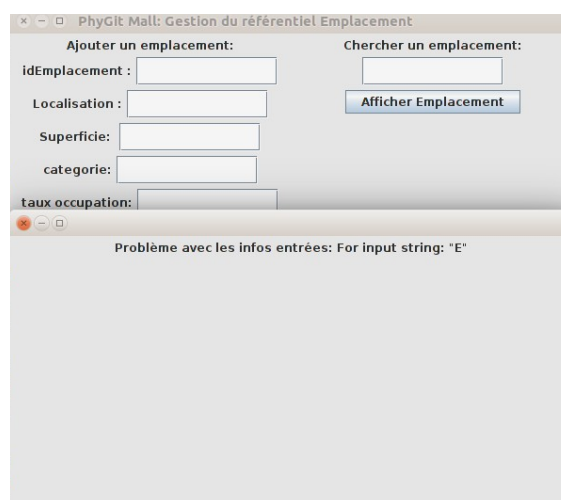 PhyGit Mall: Gestion du référentiel Emplacement
Ajouter un emplacement:
Chercher un emplacement:
idEmplacement :
Localisation :
Afficher Emplacement
Superficie:
categorie:
taux occupation:
Problème avec les infos entrées: For input string: "E"